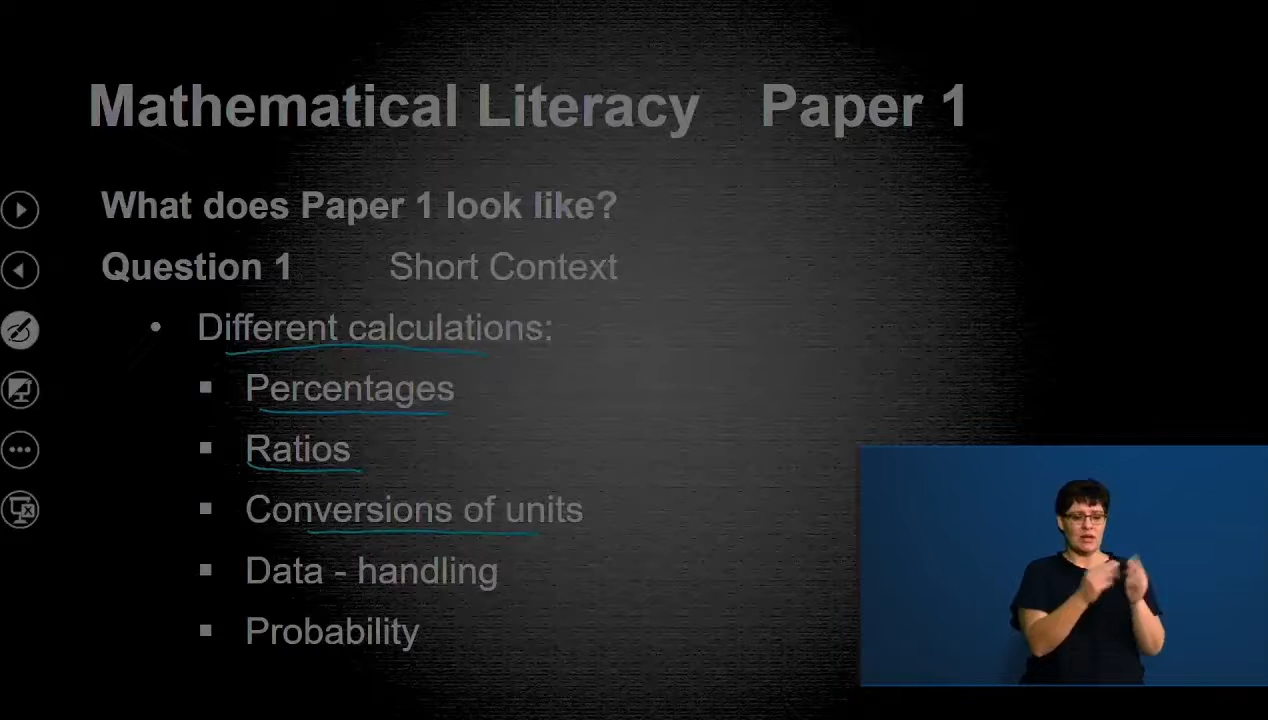 Mathematical Literacy Paper 1
What does Paper 1 look like?
Question 1 Short Context
• Different calculations:
▪ Percentages
▪ Ratios
▪ Conversions of units
▪ Data - handling
▪ Probability